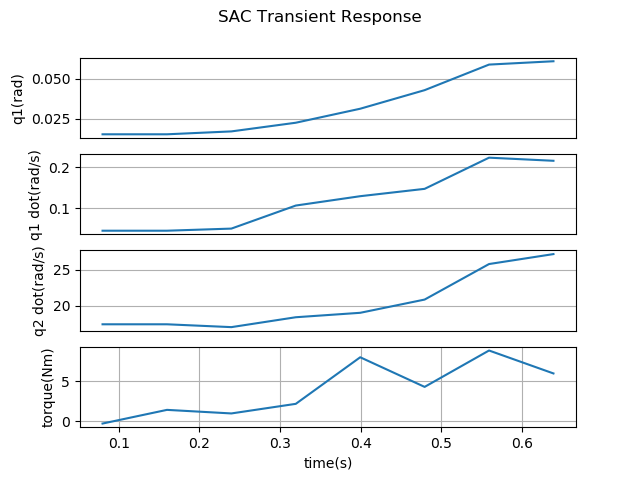 SAC Transient Response
q1(rad)
0.050
0.025
q1 dot(rad/s)
0.2
0.1
q2 dot(rad/s)
25
20
torque(Nm)
5
0
0.1 0.2 0.3 0.4 0.5 0.6
time(s)